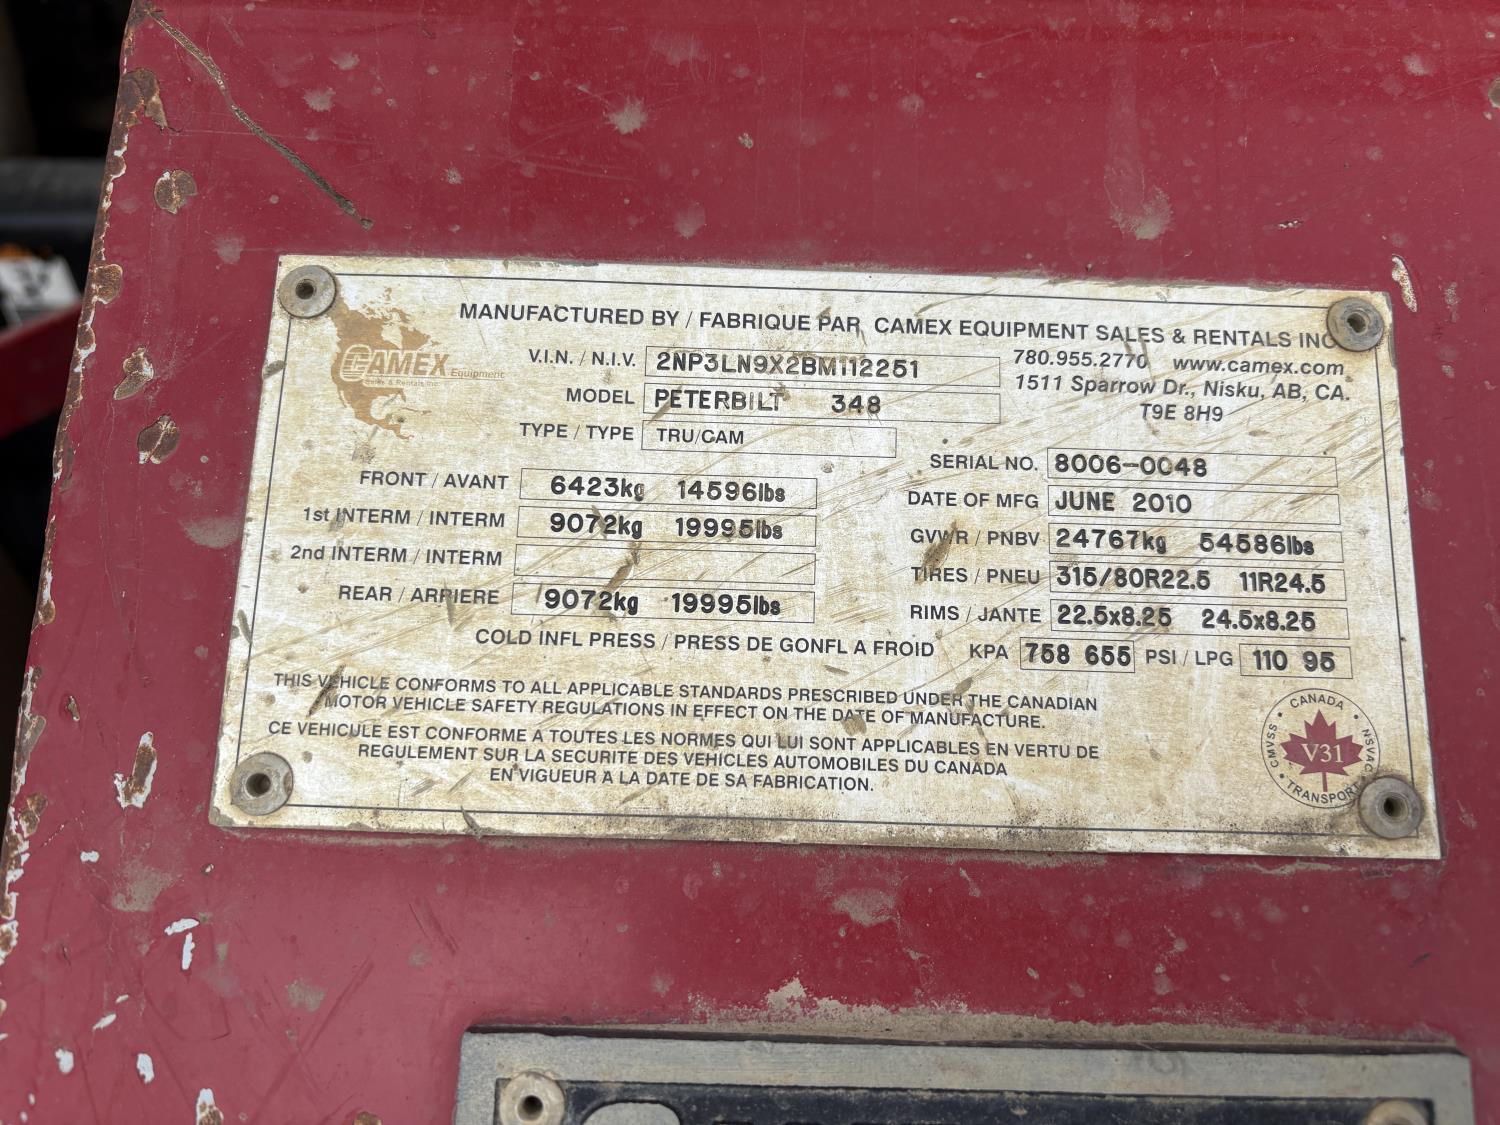 MANUFACTURED BY / FABRIQUE PAR CAMEX EQUIPMENT SALES & RENTALS INC
CAMEX Equipment
Sales & Rentals Inc.
V.I.N. / N.I.V. 2NP3LN9X2BM112251
780.955.2770 www.camex.com
MODEL PETERBILT 348
1511 Sparrow Dr., Nisku, AB, CA.
T9E 8H9
TYPE / TYPE TRU/CAM
FRONT / AVANT 6423kg 14596lbs
SERIAL NO. 8006-0048
1st INTERM / INTERM 9072kg 19995lbs
DATE OF MFG JUNE 2010
2nd INTERM / INTERM
GVWR / PNBV 24767kg 54586lbs
REAR / ARRIERE 9072kg 19995lbs
TIRES / PNEU 315/80R22.5 11R24.5
RIMS / JANTE 22.5x8.25 24.5x8.25
COLD INFL PRESS / PRESS DE GONFL A FROID KPA 758 655 PSI / LPG 110 95
THIS VEHICLE CONFORMS TO ALL APPLICABLE STANDARDS PRESCRIBED UNDER THE CANADIAN
MOTOR VEHICLE SAFETY REGULATIONS IN EFFECT ON THE DATE OF MANUFACTURE.
CE VEHICULE EST CONFORME A TOUTES LES NORMES QUI LUI SONT APPLICABLES EN VERTU DE
REGULEMENT SUR LA SECURITE DES VEHICLES AUTOMOBILES DU CANADA
EN VIGUEUR A LA DATE DE SA FABRICATION.
CANADA
CMVSS
V31
NSVAC
TRANSPORT